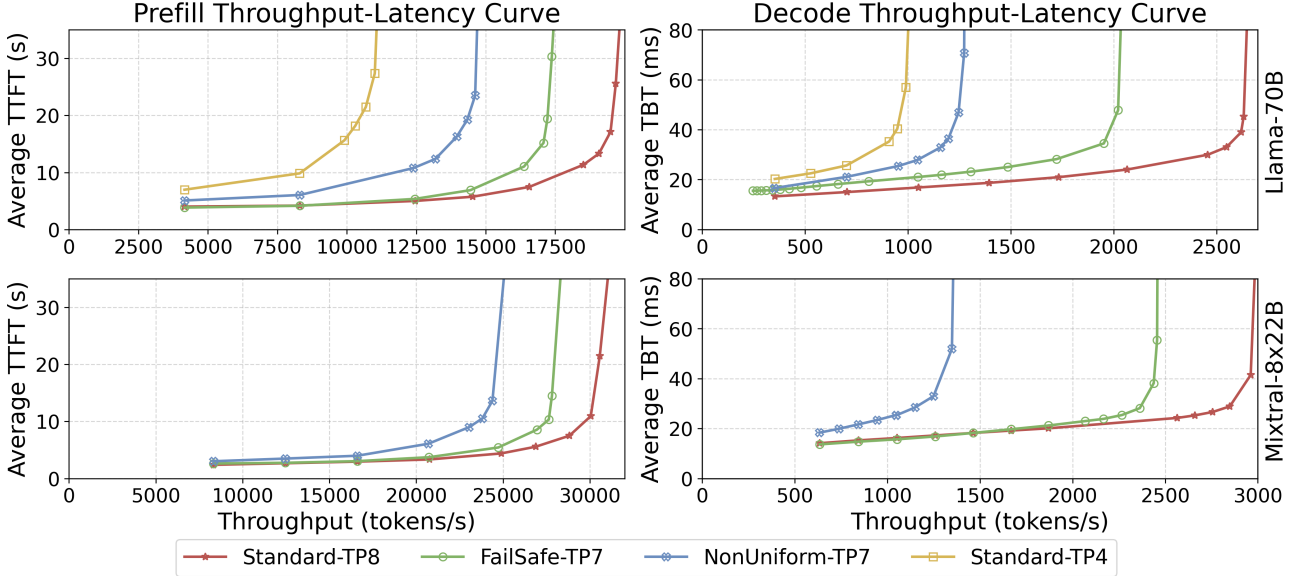 Prefill Throughput-Latency Curve
Decode Throughput-Latency Curve
Average TTFT (s)
30
20
10
0
0 2500 5000 7500 10000 12500 15000 17500
Average TBT (ms)
80
60
40
20
0
0 500 1000 1500 2000 2500
Llama-70B
Average TTFT (s)
30
20
10
0
0 5000 10000 15000 20000 25000 30000
Throughput (tokens/s)
Average TBT (ms)
80
60
40
20
0
0 500 1000 1500 2000 2500 3000
Throughput (tokens/s)
Mixtral-8x22B
Standard-TP8 FailSafe-TP7 NonUniform-TP7 Standard-TP4